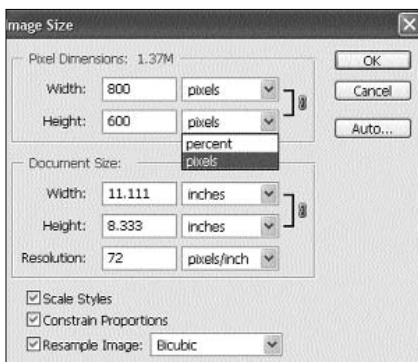 mage Size
Pixel Dimensions: 1.37M
OK
Width: 800 pixels
Cancel
Height: 600 pixels
Auto...
percent
pixels
Document Size:
Width: 11.111 inches
Height: 8.333 inches
Resolution: 72 pixels/inch
Scale Styles
Constrain Proportions
Resample Image: Bicubic